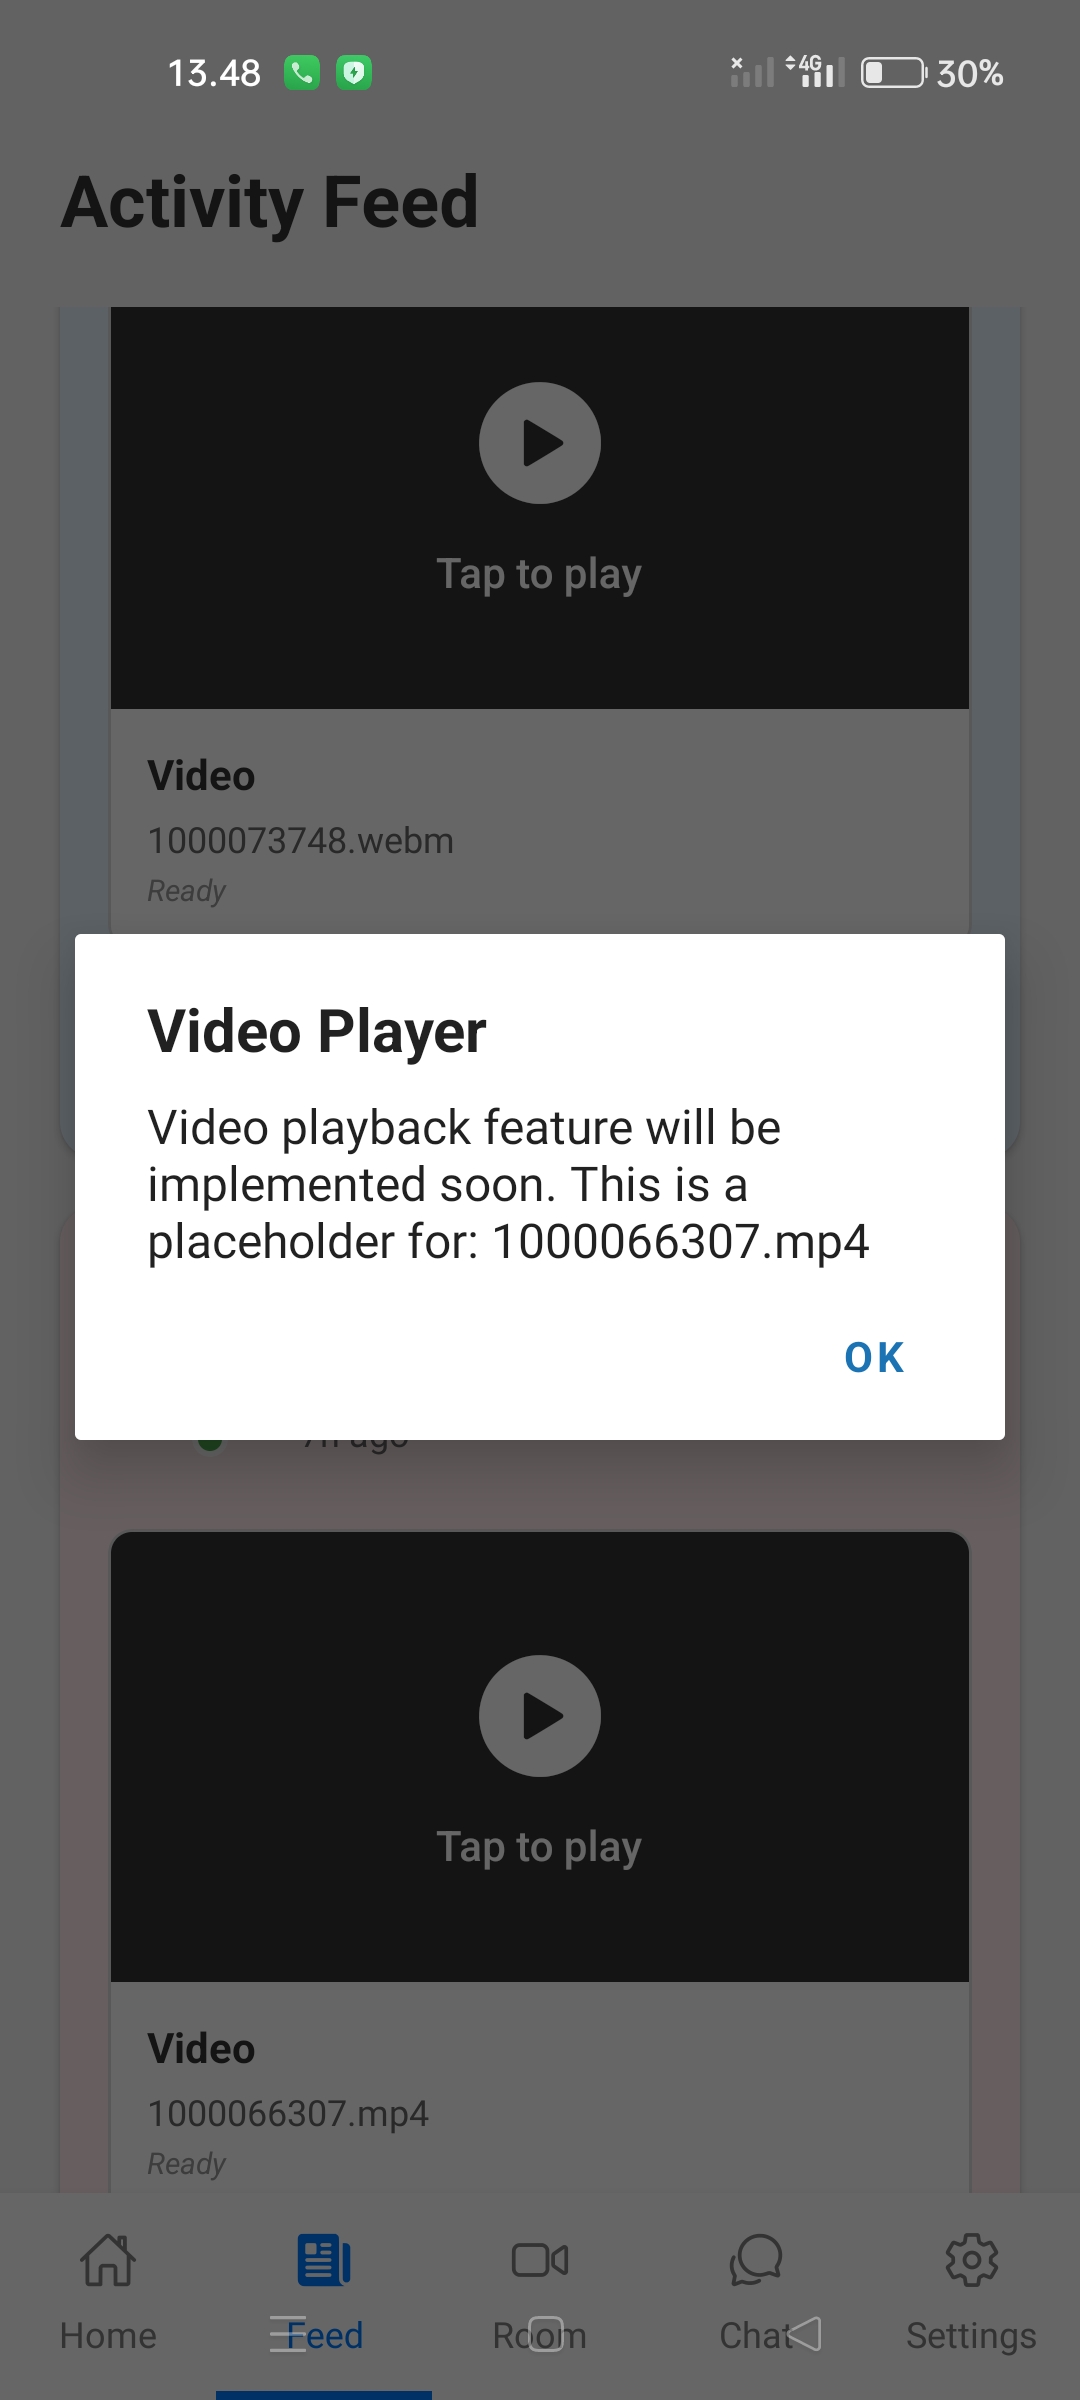 13.48
4G
30%
Activity Feed
Tap to play
Video
1000073748.webm
Ready
Video Player
Video playback feature will be
implemented soon. This is a
placeholder for: 1000066307.mp4
OK
7h ago
Tap to play
Video
1000066307.mp4
Ready
Home
Feed
Room
Chat
Settings